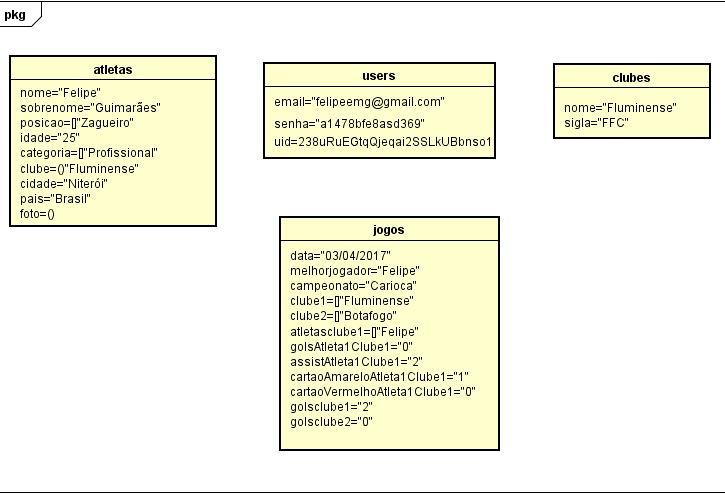 pkg
atletas
nome="Felipe"
sobrenome="Guimarães"
posicao=[]"Zagueiro"
idade="25"
categoria=[]"Profissional"
clube=()"Fluminense"
cidade="Niterói"
pais="Brasil"
foto=()
users
email="felipeemg@gmail.com"
senha="a1478bfe8asd369"
uid=238uRuEGtqQjeqai2SSLkUBbnso1
clubes
nome="Fluminense"
sigla="FFC"
jogos
data="03/04/2017"
melhorjogador="Felipe"
campeonato="Carioca"
clube1=[]"Fluminense"
clube2=[]"Botafogo"
atletasclube1=[]"Felipe"
golsAtleta1Clube1="0"
assistAtleta1Clube1="2"
cartaoAmareloAtleta1Clube1="1"
cartaoVermelhoAtleta1Clube1="0"
golsclube1="2"
golsclube2="0"